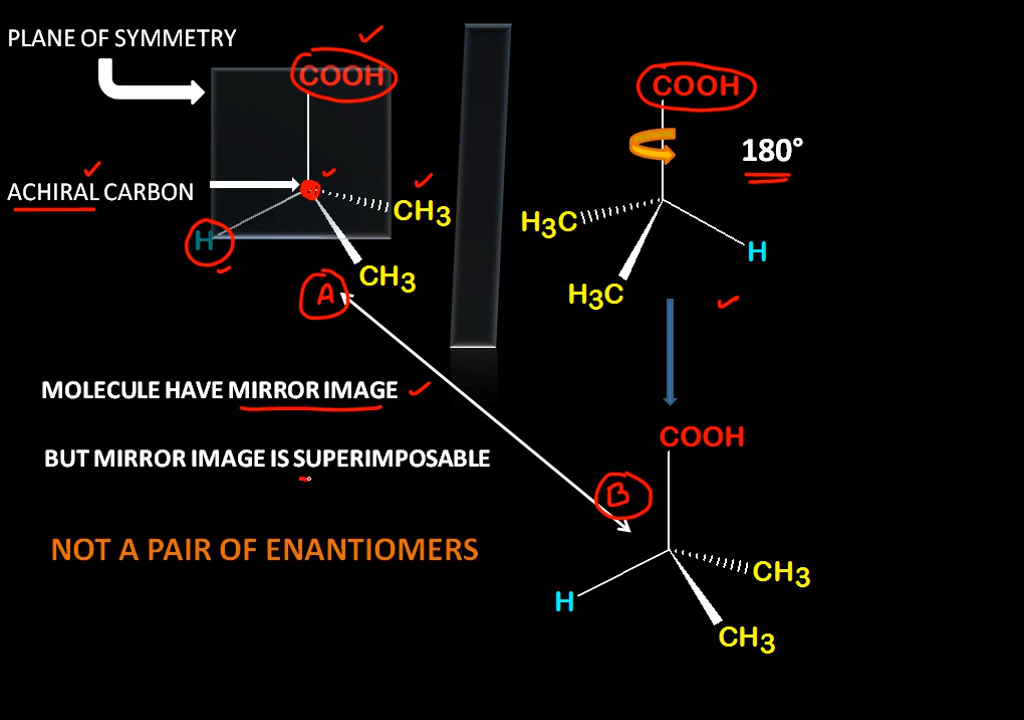 PLANE OF SYMMETRY
COOH
ACHIRAL CARBON
CH3
H
CH3
A
COOH
180°
H3C
H
H3C
MOLECULE HAVE MIRROR IMAGE
BUT MIRROR IMAGE IS SUPERIMPOSABLE
NOT A PAIR OF ENANTIOMERS
COOH
B
H
CH3
CH3